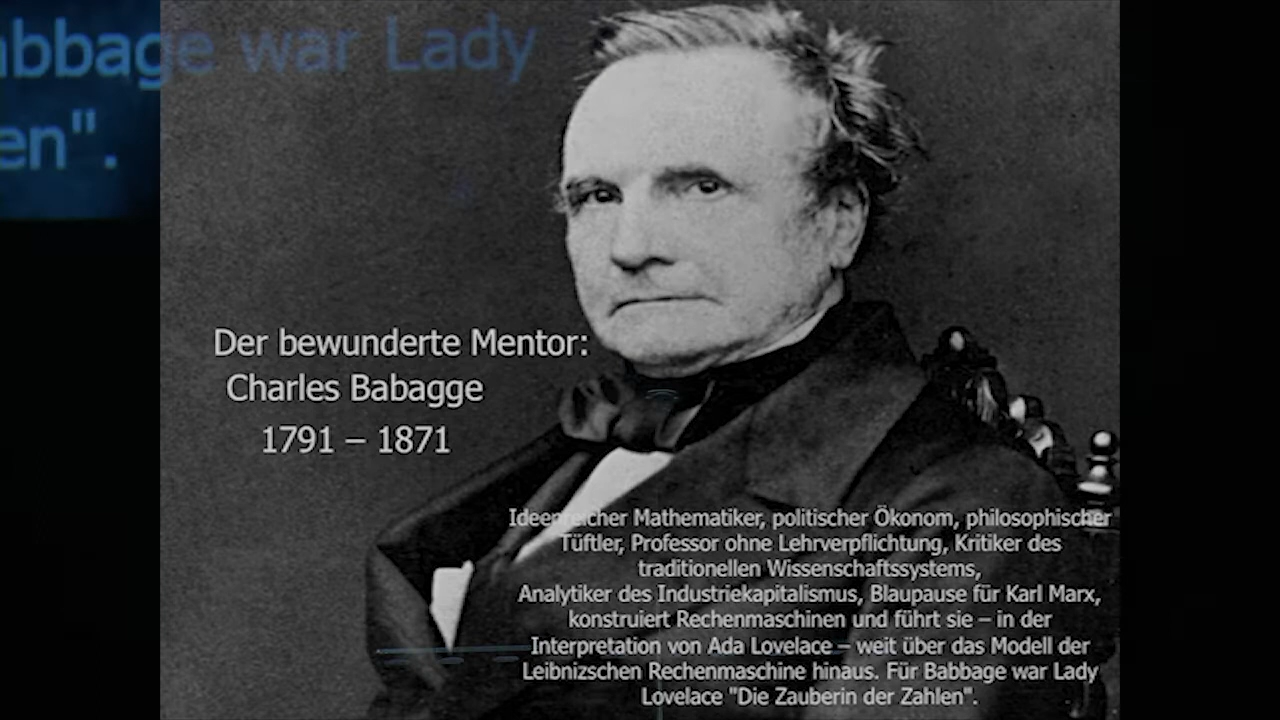 abbage war Lady
en".
Der bewunderte Mentor:
Charles Babagge
1791 – 1871
Ideenreicher Mathematiker, politischer Ökonom, philosophischer
Tüftler, Professor ohne Lehrverpflichtung, Kritiker des
traditionellen Wissenschaftssystems,
Analytiker des Industriekapitalismus, Blaupause für Karl Marx,
konstruiert Rechenmaschinen und führt sie – in der
Interpretation von Ada Lovelace – weit über das Modell der
Leibnizschen Rechenmaschine hinaus. Für Babbage war Lady
Lovelace "Die Zauberin der Zahlen".